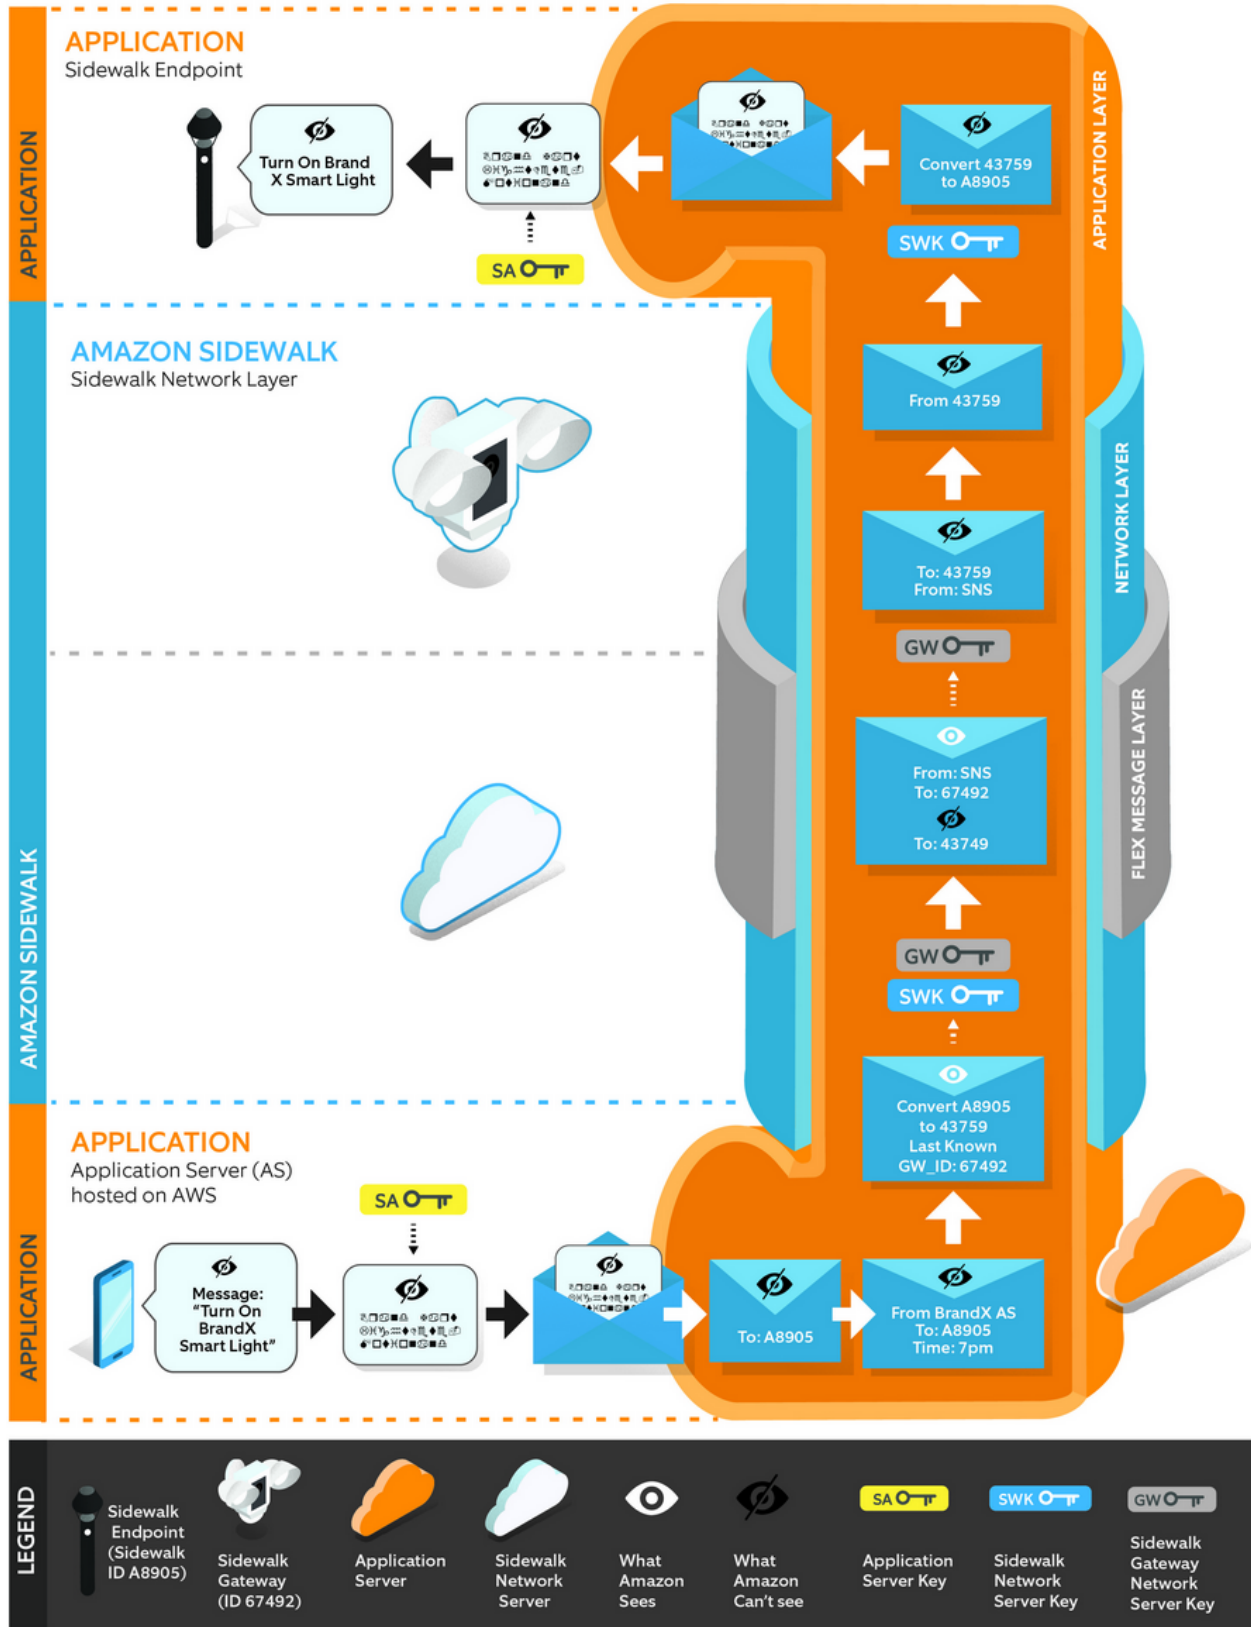 APPLICATION
Sidewalk Endpoint
APPLICATION
Turn On Brand
X Smart Light
SA
Convert 43759
to A8905
SWK
APPLICATION LAYER
AMAZON SIDEWALK
Sidewalk Network Layer
From 43759
NETWORK LAYER
To: 43759
From: SNS
GW
From: SNS
To: 67492
To: 43749
FLEX MESSAGE LAYER
GW
SWK
AMAZON SIDEWALK
Convert A8905
to 43759
Last Known
GW_ID: 67492
APPLICATION
Application Server (AS)
hosted on AWS
SA
APPLICATION
Message:
"Turn On
BrandX
Smart Light"
To: A8905
From BrandX AS
To: A8905
Time: 7pm
LEGEND
Sidewalk
Endpoint
(Sidewalk
ID A8905)
Sidewalk
Gateway
(ID 67492)
Application
Server
Sidewalk
Network
Server
What
Amazon
Sees
What
Amazon
Can't see
SA
Application
Server Key
SWK
Sidewalk
Network
Server Key
GW
Sidewalk
Gateway
Network
Server Key